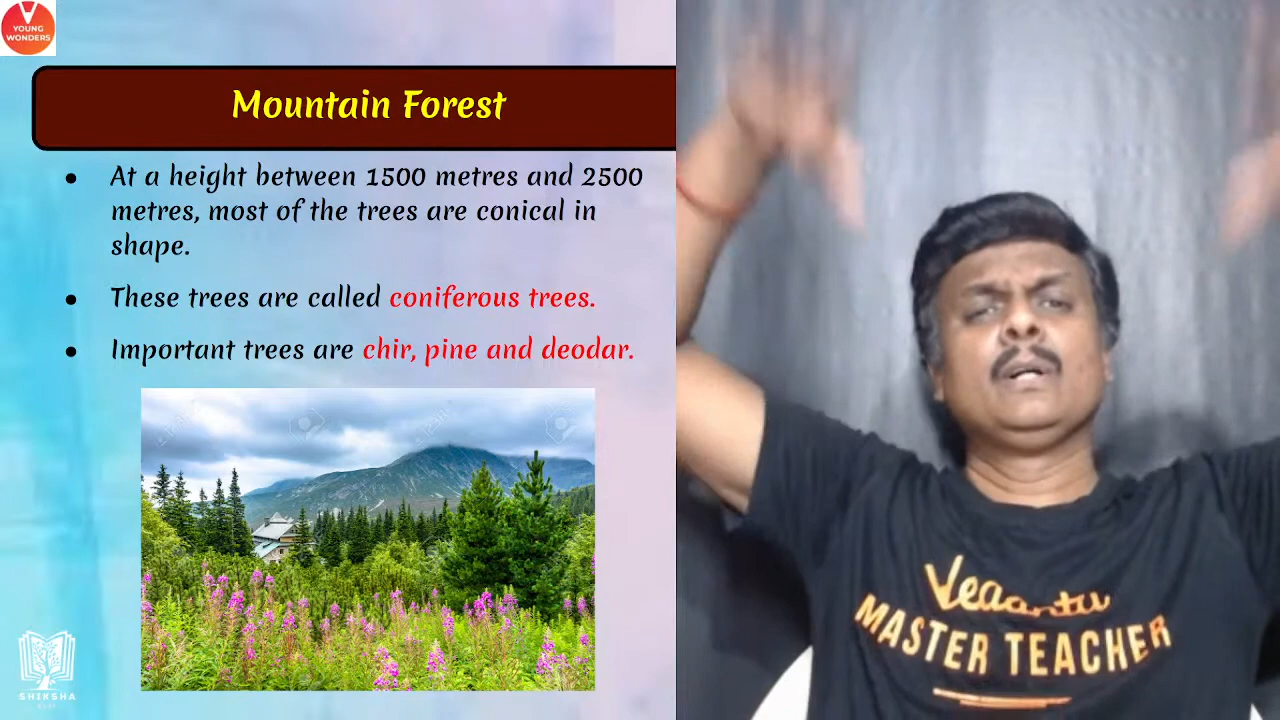 YOUNG
WONDERS
Mountain Forest
● At a height between 1500 metres and 2500
metres, most of the trees are conical in
shape.
● These trees are called coniferous trees.
● Important trees are chir, pine and deodar.
Vedantu
MASTER TEACHER
SHIKSHA